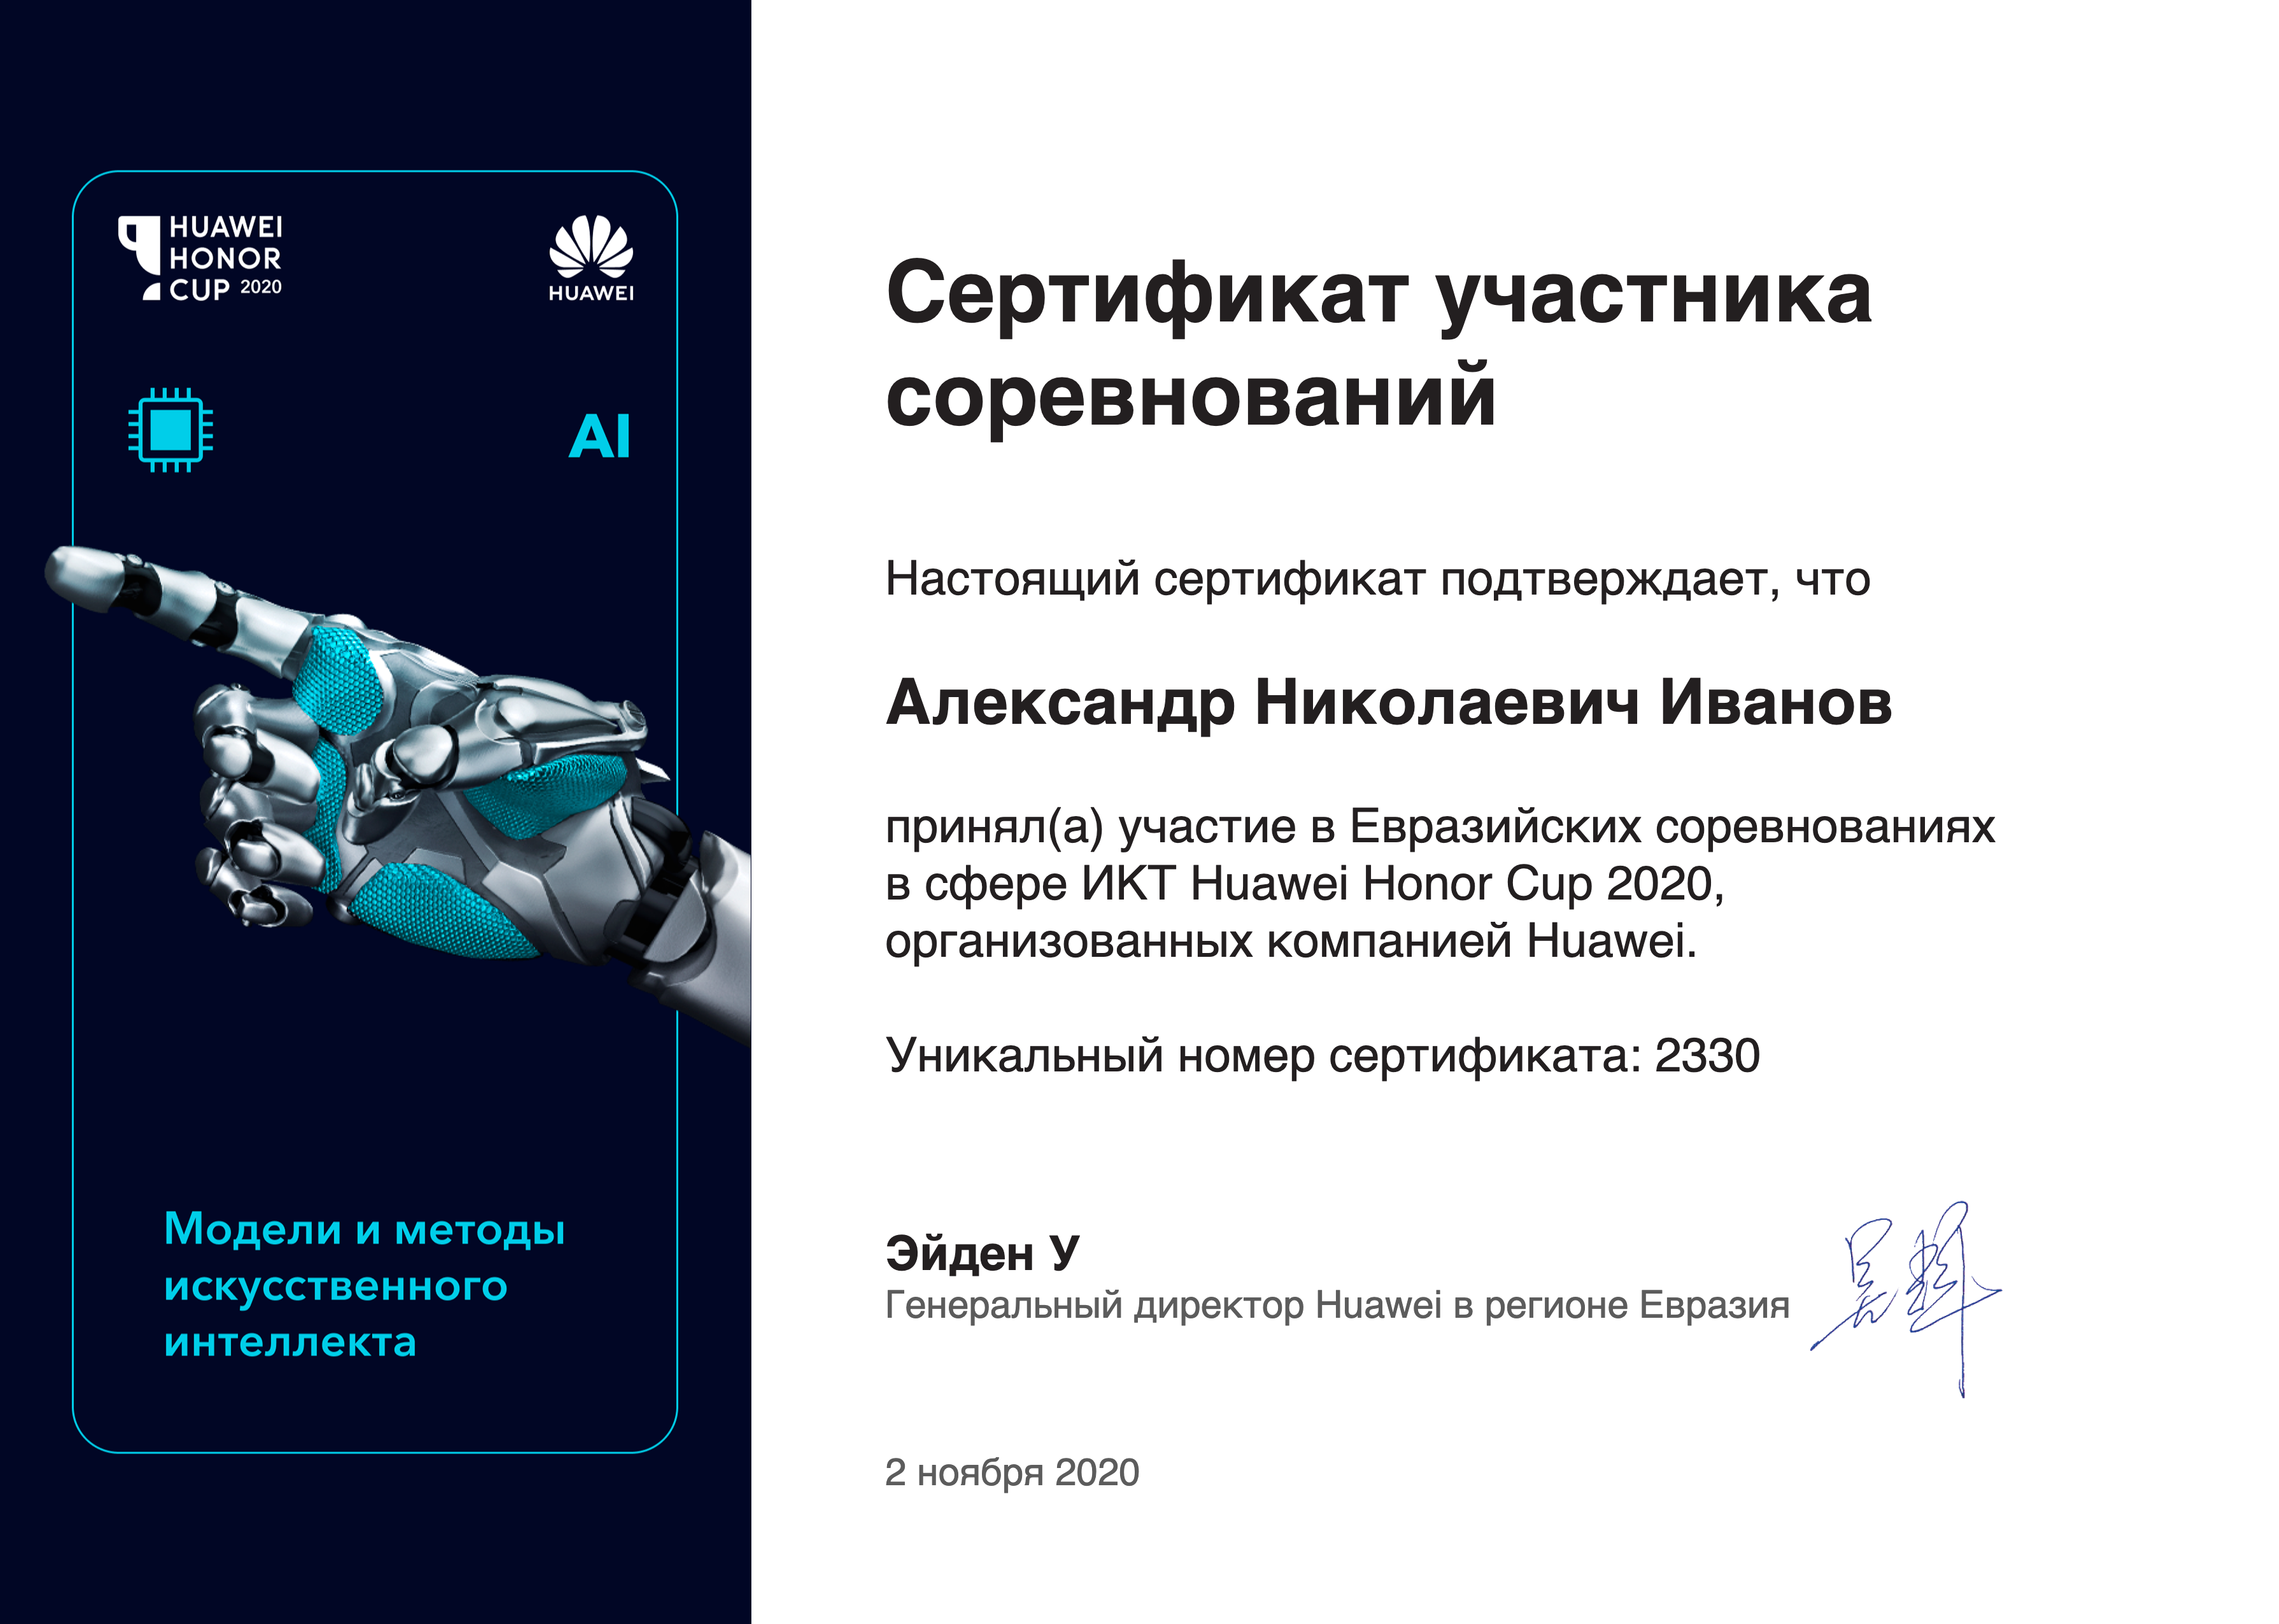 HUAWEI
HONOR
CUP 2020
HUAWEI
AI
Модели и методы
искусственного
интеллекта
Сертификат участника
соревнований
Настоящий сертификат подтверждает, что
Александр Николаевич Иванов
принял(а) участие в Евразийских соревнованиях
в сфере ИКТ Huawei Honor Cup 2020,
организованных компанией Huawei.
Уникальный номер сертификата: 2330
Эйден У
Генеральный директор Huawei в регионе Евразия
2 ноября 2020